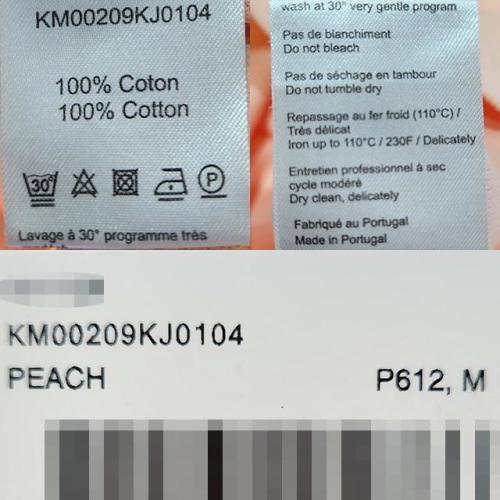 KM00209KJ0104
100% Coton
100% Cotton
30°
P
Lavage à 30° programme très
wash at 30° very gentle program
Pas de blanchiment
Do not bleach
Pas de séchage en tambour
Do not tumble dry
Repassage au fer froid (110°C) /
Très délicat
Iron up to 110°C / 230F / Delicately
Entretien professionnel à sec
cycle modéré
Dry clean, delicately
Fabriqué au Portugal
Made in Portugal
KM00209KJ0104
PEACH
P612, M